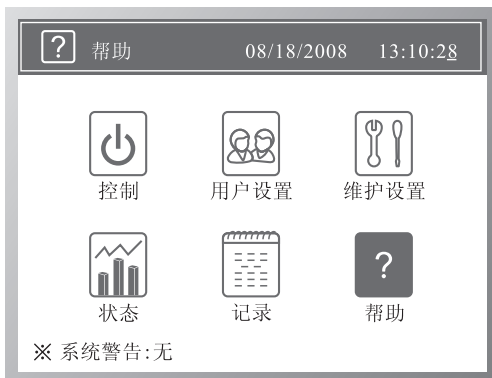 ? 帮助 08/18/2008 13:10:28
控制 用户设置 维护设置
?
状态 记录 帮助
※ 系统警告:无